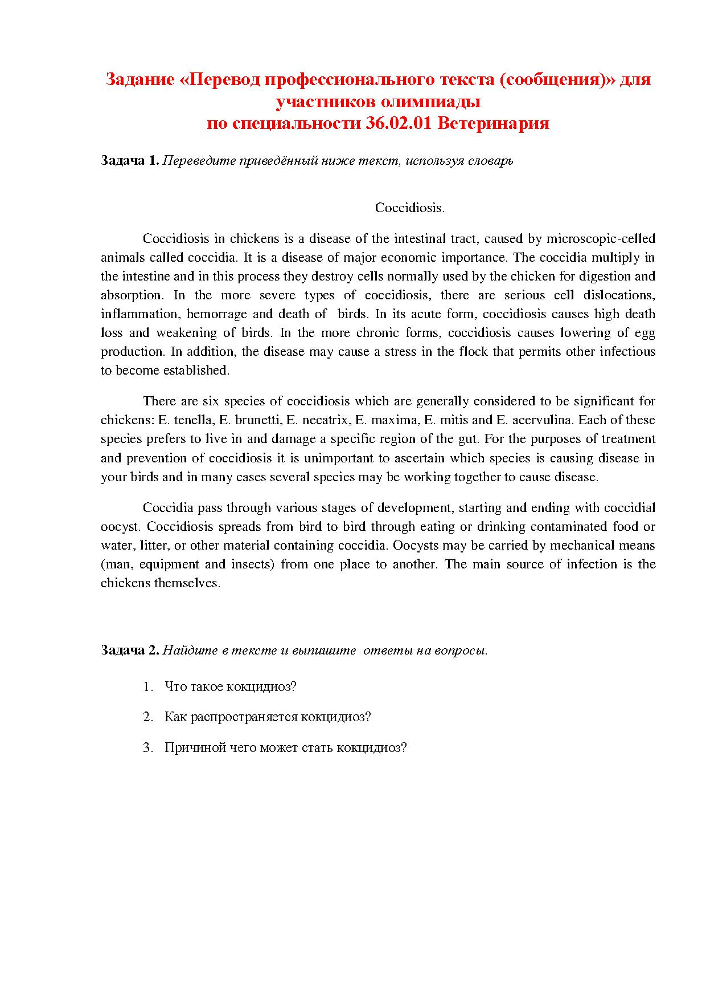 Задание «Перевод профессионального текста (сообщения)» для
участников олимпиады
по специальности 36.02.01 Ветеринария
Задача 1. Переведите приведённый ниже текст, используя словарь
Coccidiosis.
Coccidiosis in chickens is a disease of the intestinal tract, caused by microscopic-celled
animals called coccidia. It is a disease of major economic importance. The coccidia multiply in
the intestine and in this process they destroy cells normally used by the chicken for digestion and
absorption. In the more severe types of coccidiosis, there are serious cell dislocations,
inflammation, hemorrage and death of birds. In its acute form, coccidiosis causes high death
loss and weakening of birds. In the more chronic forms, coccidiosis causes lowering of egg
production. In addition, the disease may cause a stress in the flock that permits other infectious
to become established.
There are six species of coccidiosis which are generally considered to be significant for
chickens: E. tenella, E. brunetti, E. necatrix, E. maxima, E. mitis and E. acervulina. Each of these
species prefers to live in and damage a specific region of the gut. For the purposes of treatment
and prevention of coccidiosis it is unimportant to ascertain which species is causing disease in
your birds and in many cases several species may be working together to cause disease.
Coccidia pass through various stages of development, starting and ending with coccidial
oocyst. Coccidiosis spreads from bird to bird through eating or drinking contaminated food or
water, litter, or other material containing coccidia. Oocysts may be carried by mechanical means
(man, equipment and insects) from one place to another. The main source of infection is the
chickens themselves.
Задача 2. Найдите в тексте и выпишите ответы на вопросы.
1. Что такое кокцидиоз?
2. Как распространяется кокцидиоз?
3. Причиной чего может стать кокцидиоз?